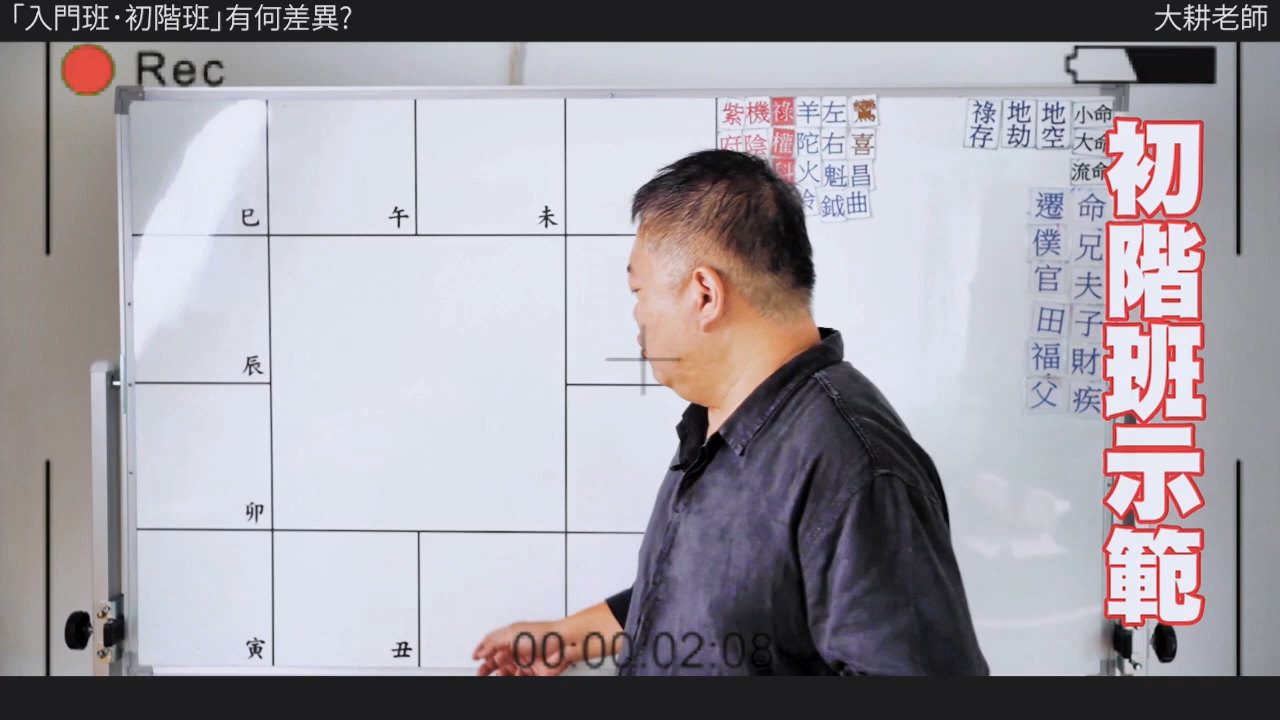 「入門班･初階班」有何差異?
大耕老師
Rec
紫機祿羊左鸞
府陰權陀右喜
科火魁昌
鈴鉞曲
祿存
地劫
地空
小命
大命
流命
遷命
僕兄
官夫
田子
福財
父疾
巳
午
未
辰
卯
寅
丑
初階班示範
00:00:02:08